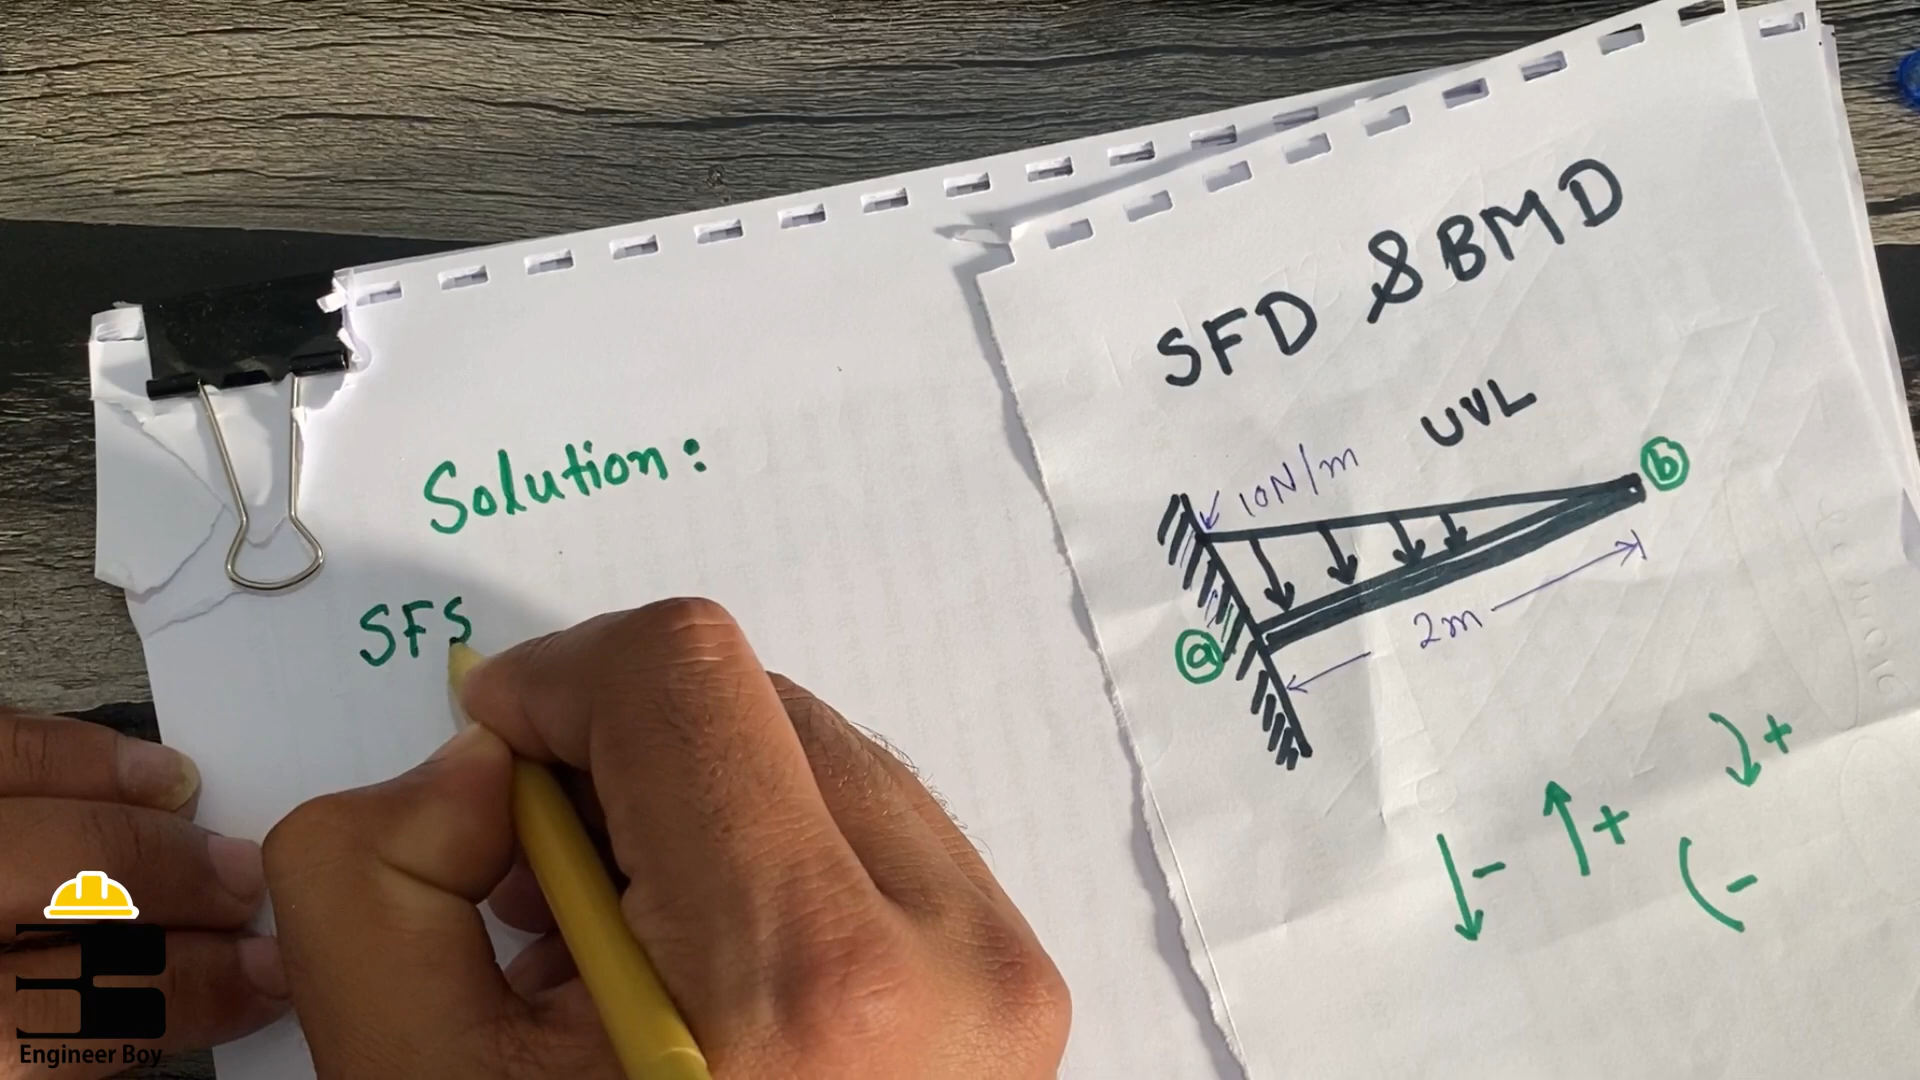 Solution:
SFS
SFD & BMD
UVL
10N/m
b
a
2m
+
- +
-
Engineer Boy